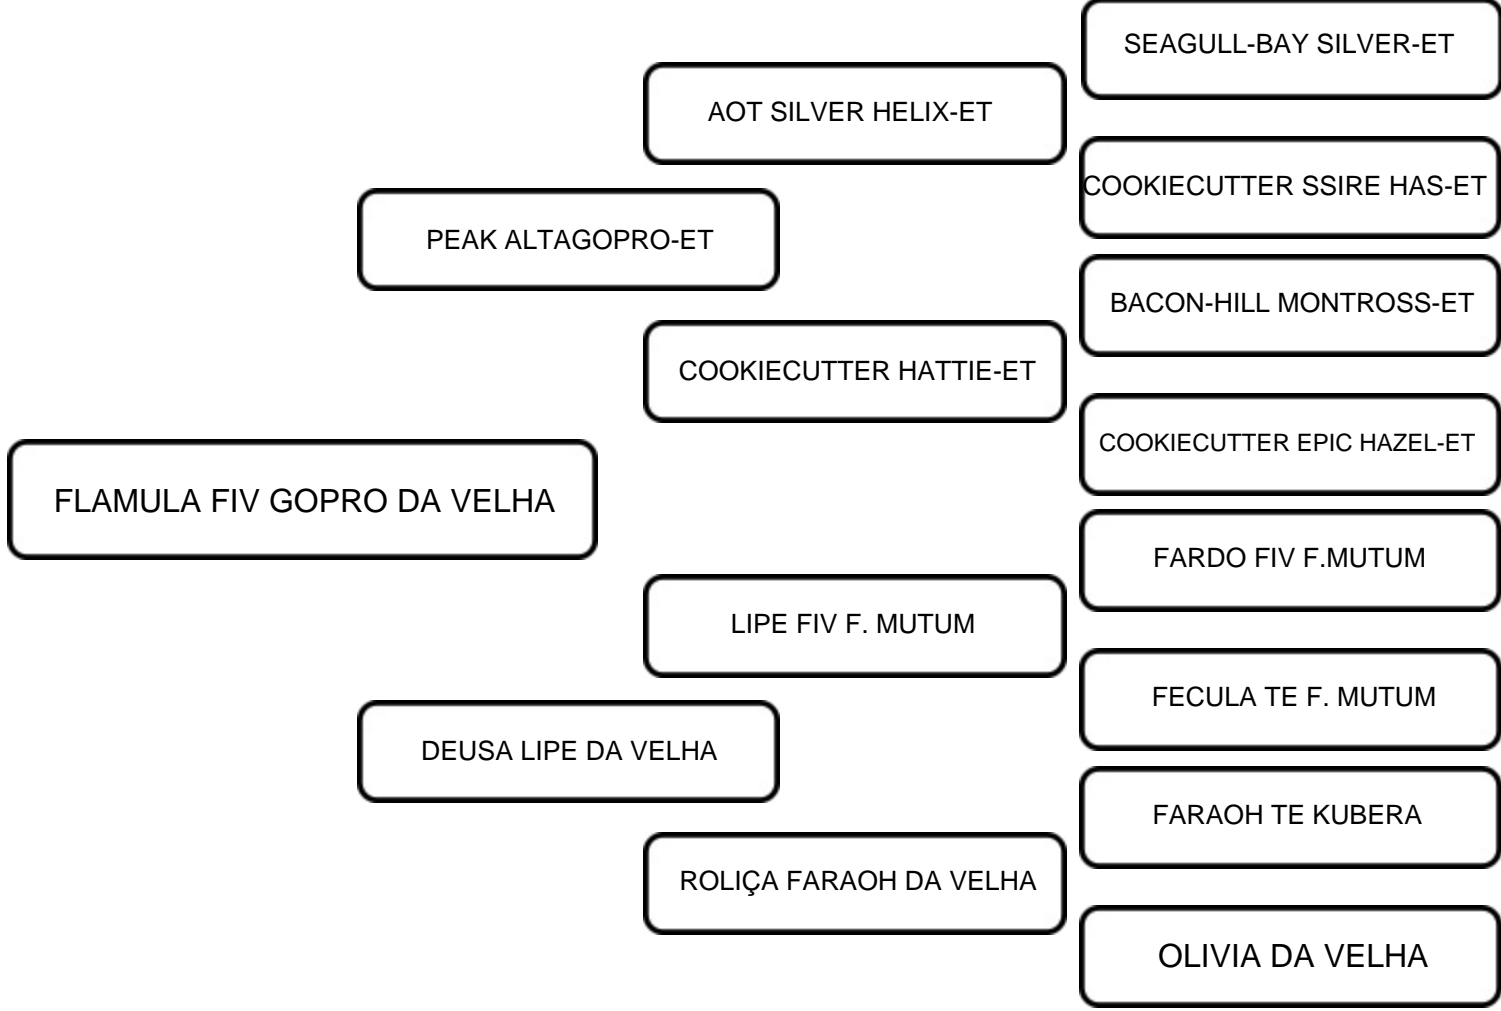 SEAGULL-BAY SILVER-ET
AOT SILVER HELIX-ET
COOKIECUTTER SSIRE HAS-ET
PEAK ALTAGOPRO-ET
BACON-HILL MONTROSS-ET
COOKIECUTTER HATTIE-ET
COOKIECUTTER EPIC HAZEL-ET
FLAMULA FIV GOPRO DA VELHA
FARDO FIV F.MUTUM
LIPE FIV F. MUTUM
FECULA TE F. MUTUM
DEUSA LIPE DA VELHA
FARAOH TE KUBERA
ROLIÇA FARAOH DA VELHA
OLIVIA DA VELHA